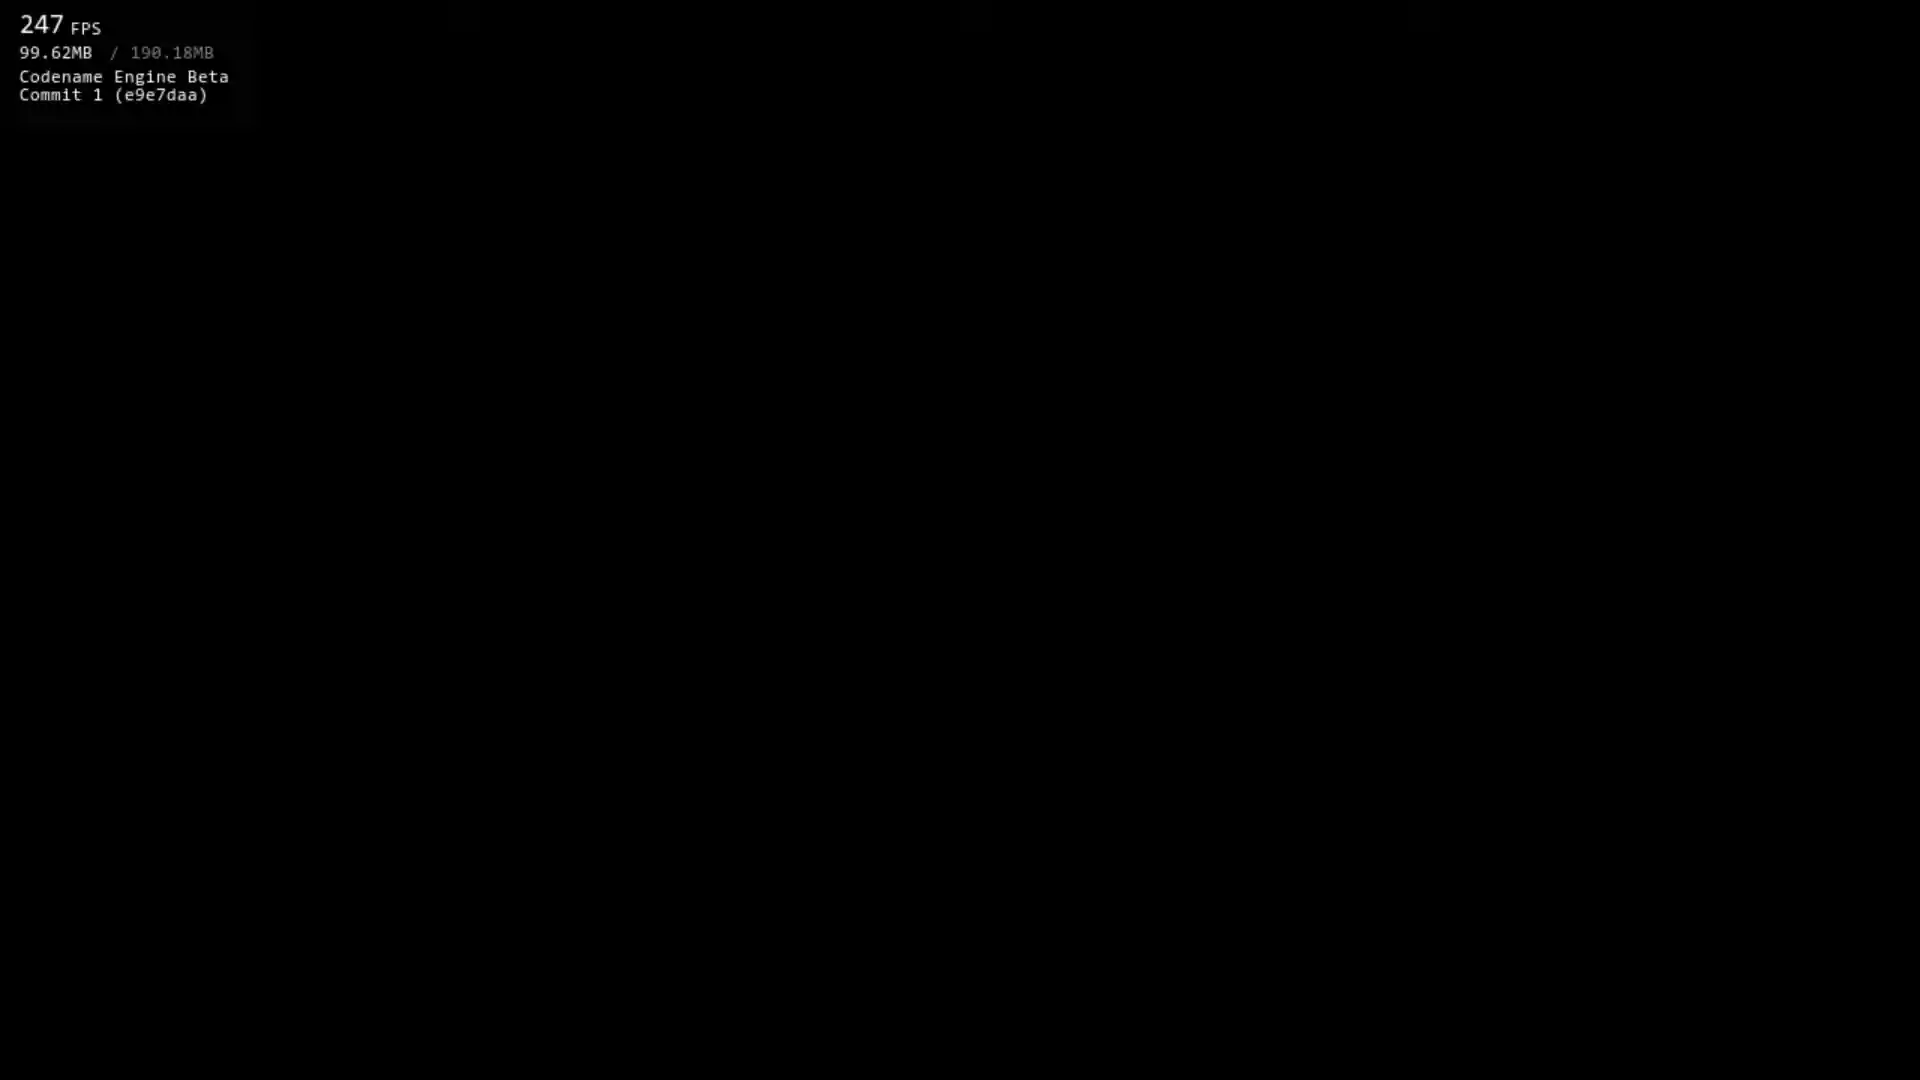 247 FPS
99.62MB / 190.18MB
Codename Engine Beta
Commit 1 (e9e7daa)